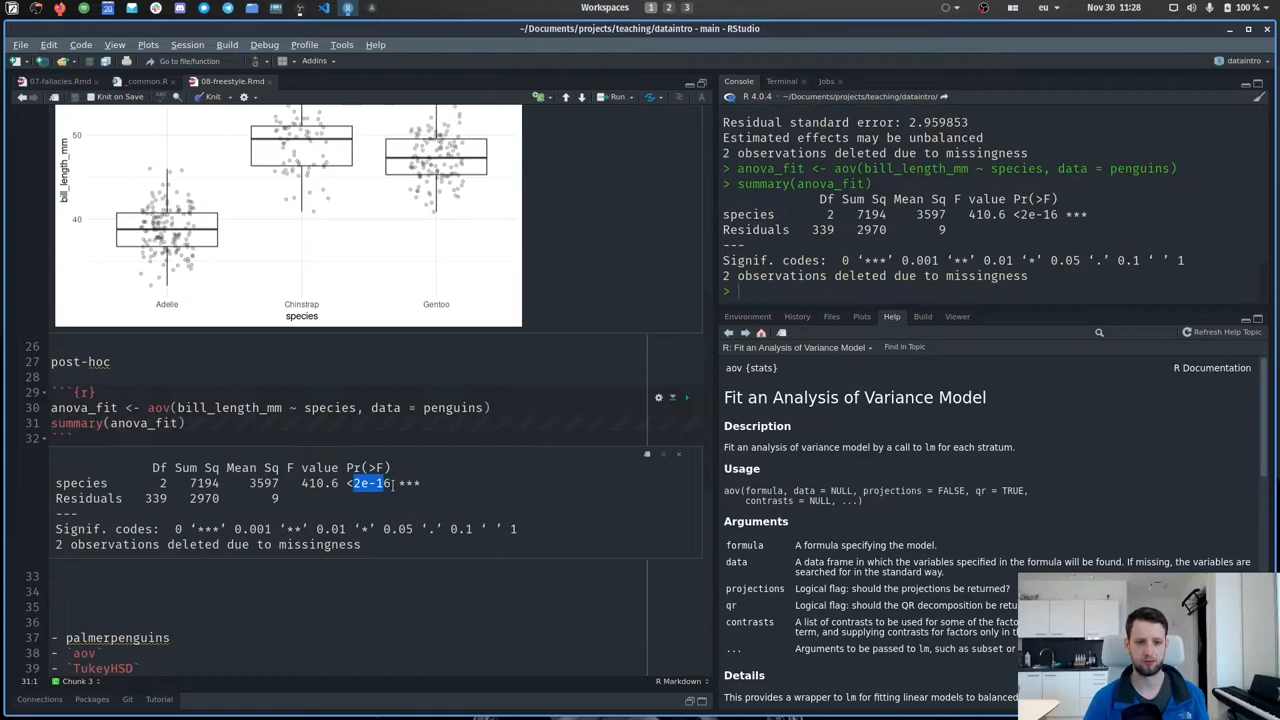 Activities
Workspaces 1 2 3
eu
Nov 29 11:28
100 %
~/Documents/projects/teaching/dataintro - main - RStudio
File Edit Code View Plots Session Build Debug Profile Tools Help
Go to file/function
Addins
dataintro
07-fallacies.Rmd
_common.R
08-freestyle.Rmd
Knit on Save
Knit
Run
bill_length_mm
50
40
Adelie
Chinstrap
Gentoo
species
26
27 post-hoc
28
29 ```{r}
30 anova_fit <- aov(bill_length_mm ~ species, data = penguins)
31 summary(anova_fit)
32 ```
Df Sum Sq Mean Sq F value Pr(>F)
species 2 7194 3597 410.6 <2e-16 ***
Residuals 339 2970 9
---
Signif. codes: 0 ‘***’ 0.001 ‘**’ 0.01 ‘*’ 0.05 ‘.’ 0.1 ‘ ’ 1
2 observations deleted due to missingness
33
34
35
36
37 - palmerpenguins
38 - `aov`
39 - `TukeyHSD`
31:1
Chunk 3
R Markdown
Connections Packages Git Tutorial
Console Terminal Jobs
R 4.0.4 · ~/Documents/projects/teaching/dataintro/
Residual standard error: 2.959853
Estimated effects may be unbalanced
2 observations deleted due to missingness
> anova_fit <- aov(bill_length_mm ~ species, data = penguins)
> summary(anova_fit)
Df Sum Sq Mean Sq F value Pr(>F)
species 2 7194 3597 410.6 <2e-16 ***
Residuals 339 2970 9
---
Signif. codes: 0 ‘***’ 0.001 ‘**’ 0.01 ‘*’ 0.05 ‘.’ 0.1 ‘ ’ 1
2 observations deleted due to missingness
>
Environment History Files Plots Help Build Viewer
Refresh Help Topic
R: Fit an Analysis of Variance Model
Find in Topic
aov {stats}
R Documentation
Fit an Analysis of Variance Model
Description
Fit an analysis of variance model by a call to lm for each stratum.
Usage
aov(formula, data = NULL, projections = FALSE, qr = TRUE,
contrasts = NULL, ...)
Arguments
formula A formula specifying the model.
data A data frame in which the variables specified in the formula will be found. If missing, the variables are
searched for in the standard way.
projections Logical flag: should the projections be returned?
qr Logical flag: should the QR decomposition be retu
contrasts A list of contrasts to be used for some of the facto
term, and supplying contrasts for factors only in
... Arguments to be passed to lm, such as subset or
Details
This provides a wrapper to lm for fitting linear models to balanced